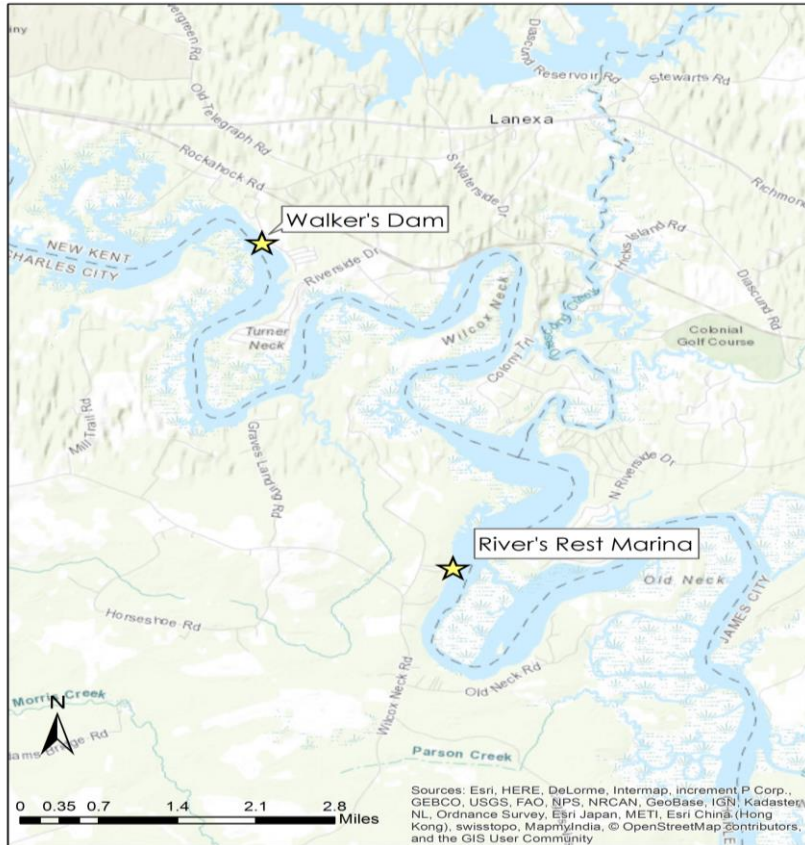 iny
Evergreen Rd
Old Telegraph Rd
Diascund
Reservoir Rd
Stewarts Rd
Lanexa
Rockahock Rd
S Waterside Dr
Richmond
Walker's Dam
NEW KENT
CHARLES CITY
Riverside Dr
Hicks Island Rd
Diascund Rd
Turner
Neck
Wilcox Neck
Colony Trl
Colonial
Golf Course
Mill Trail Rd
Graves Landing Rd
N Riverside Dr
River's Rest Marina
Old Neck
JAMES CITY
Horseshoe Rd
Old Neck Rd
Wilcox Neck Rd
Morris Creek
N
Parson Creek
0 0.35 0.7 1.4 2.1 2.8
Miles
Sources: Esri, HERE, DeLorme, Intermap, increment P Corp.,
GEBCO, USGS, FAO, NPS, NRCAN, GeoBase, IGN, Kadaster
NL, Ordnance Survey, Esri Japan, METI, Esri China (Hong
Kong), swisstopo, MapmyIndia, © OpenStreetMap contributors,
and the GIS User Community